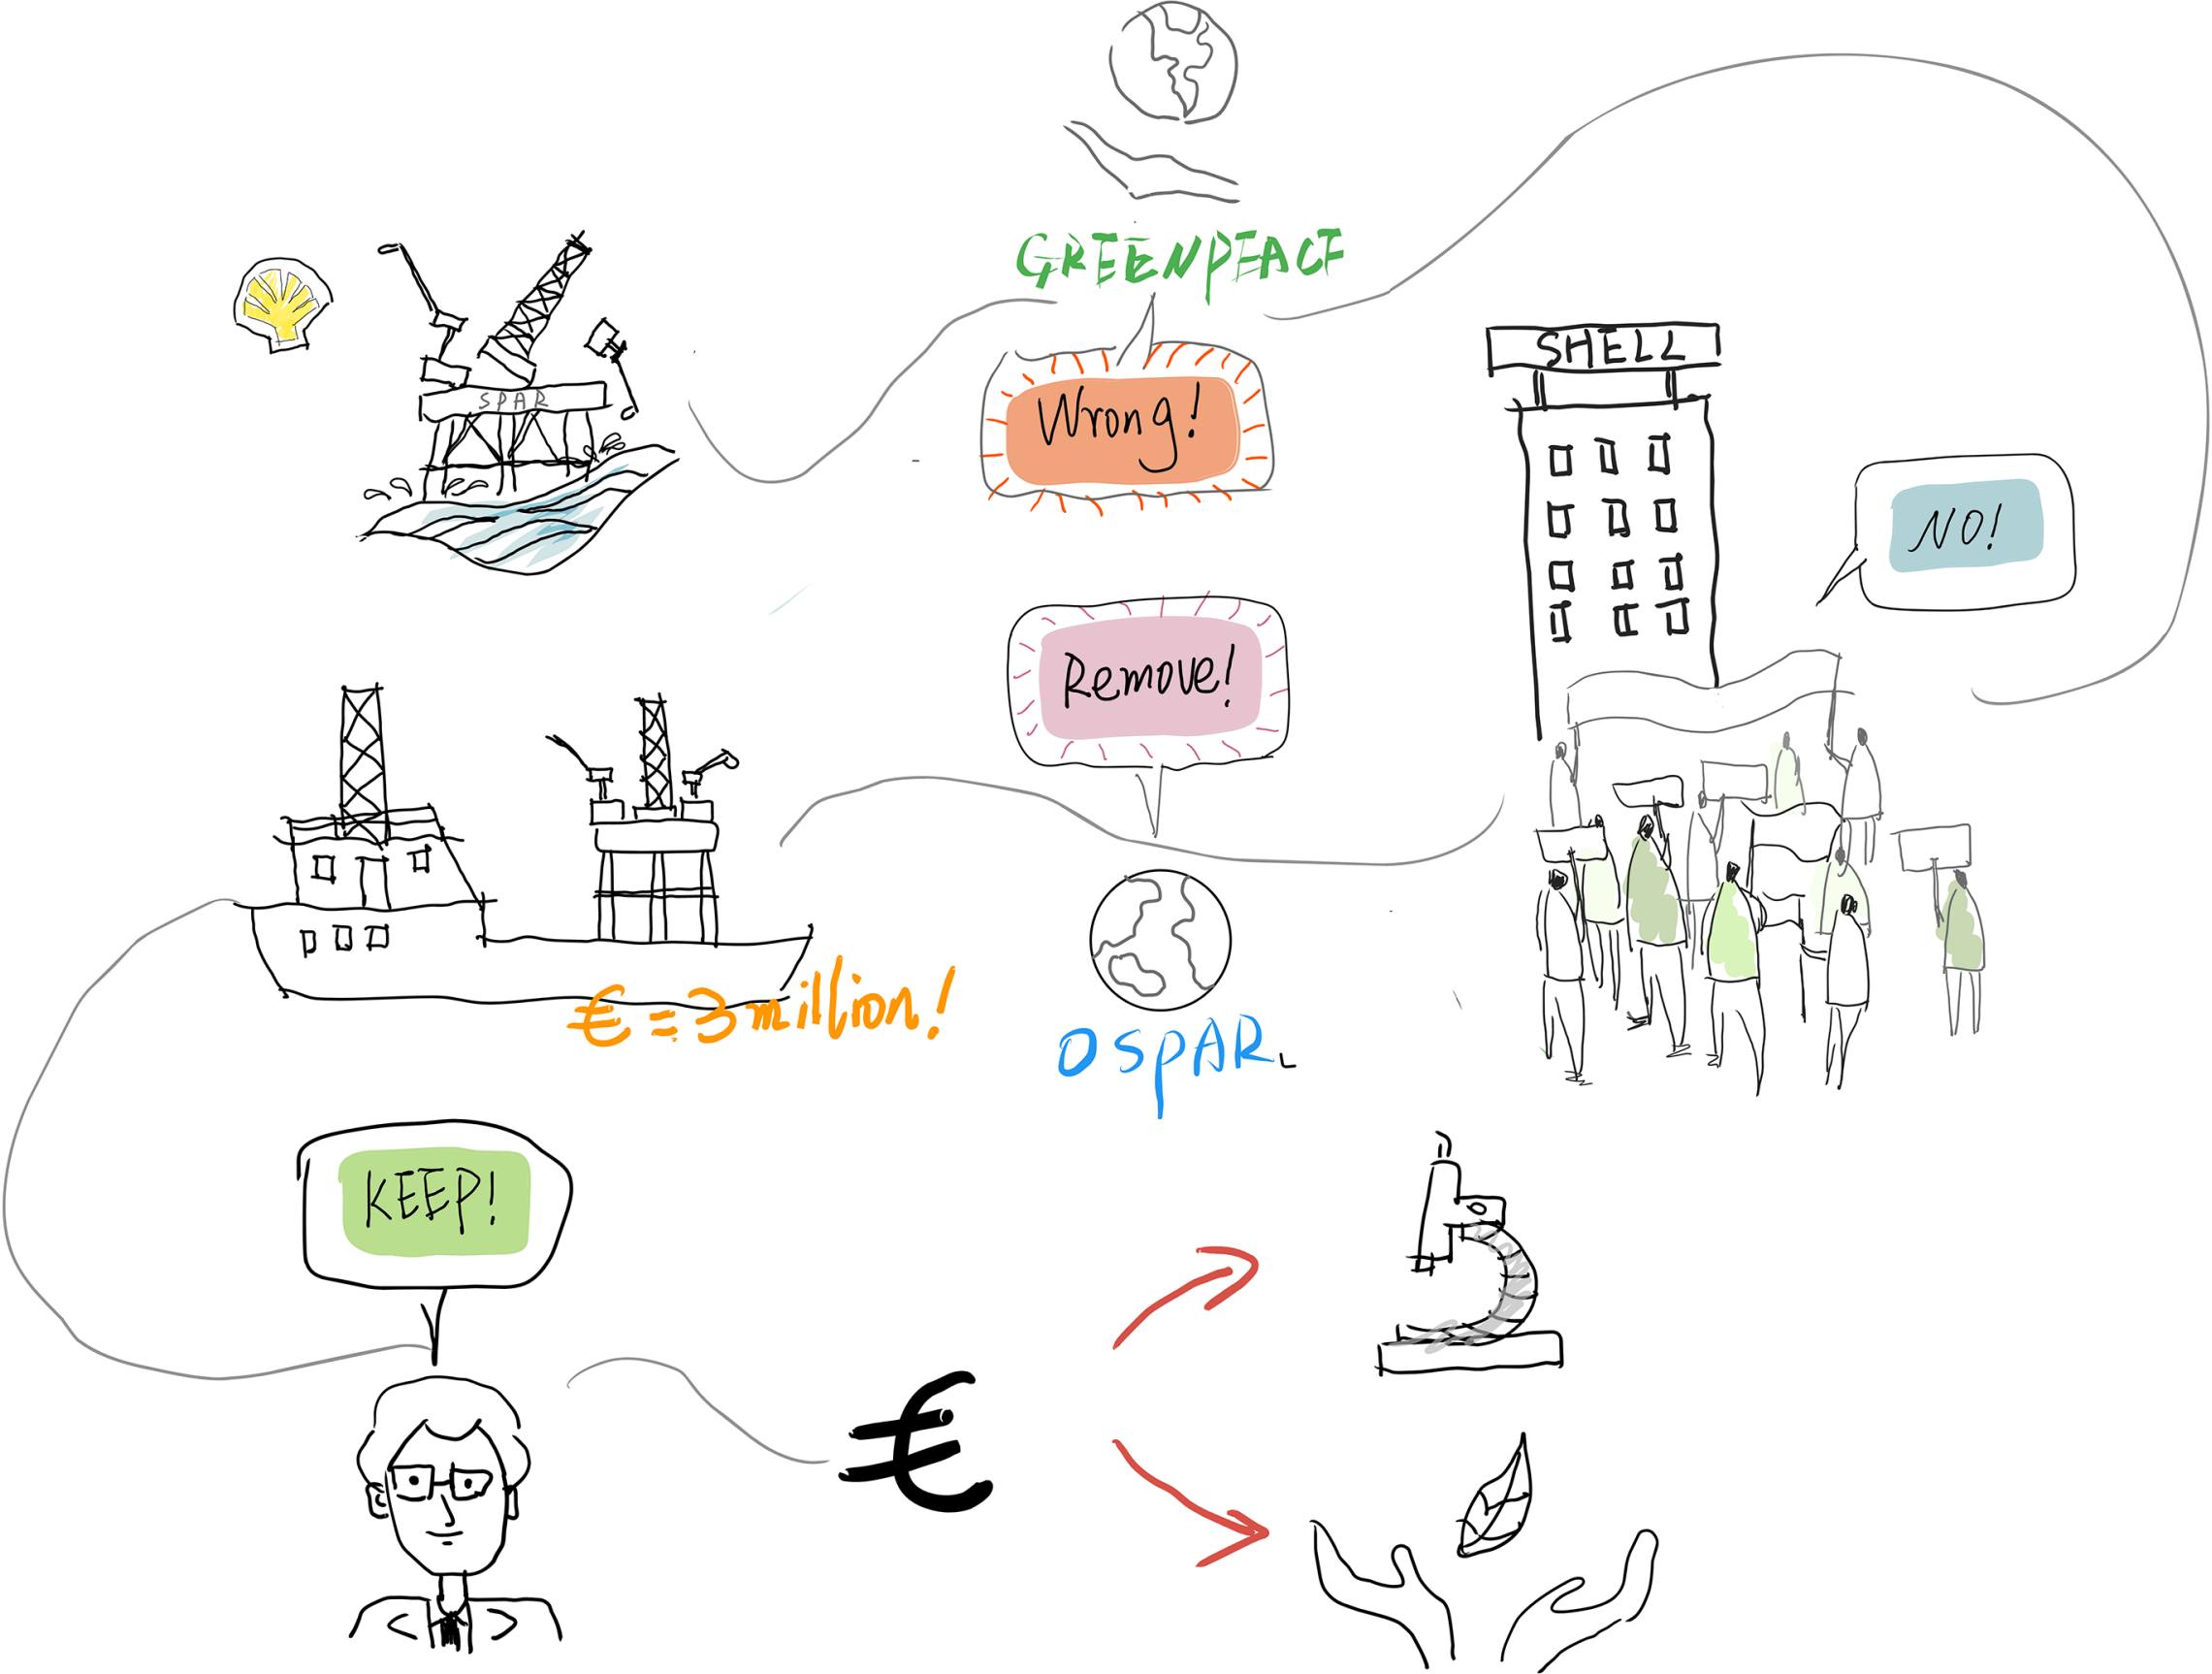 GREENPEACE
SPAR
Wrong!
SHELL
NO!
Remove!
€ = 3 million!
OSPAR
KEEP!
€